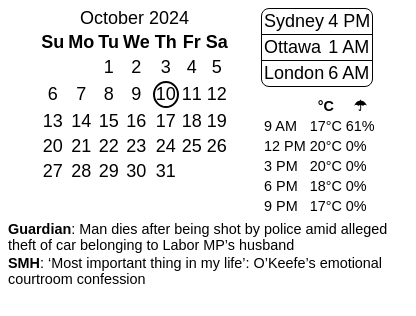 October 2024
Su Mo Tu We Th Fr Sa
1 2 3 4 5
6 7 8 9 10 11 12
13 14 15 16 17 18 19
20 21 22 23 24 25 26
27 28 29 30 31
Sydney 4 PM
Ottawa 1 AM
London 6 AM
°C ☂
9 AM 17°C 61%
12 PM 20°C 0%
3 PM 20°C 0%
6 PM 18°C 0%
9 PM 17°C 0%
Guardian: Man dies after being shot by police amid alleged
theft of car belonging to Labor MP’s husband
SMH: ‘Most important thing in my life’: O’Keefe’s emotional
courtroom confession